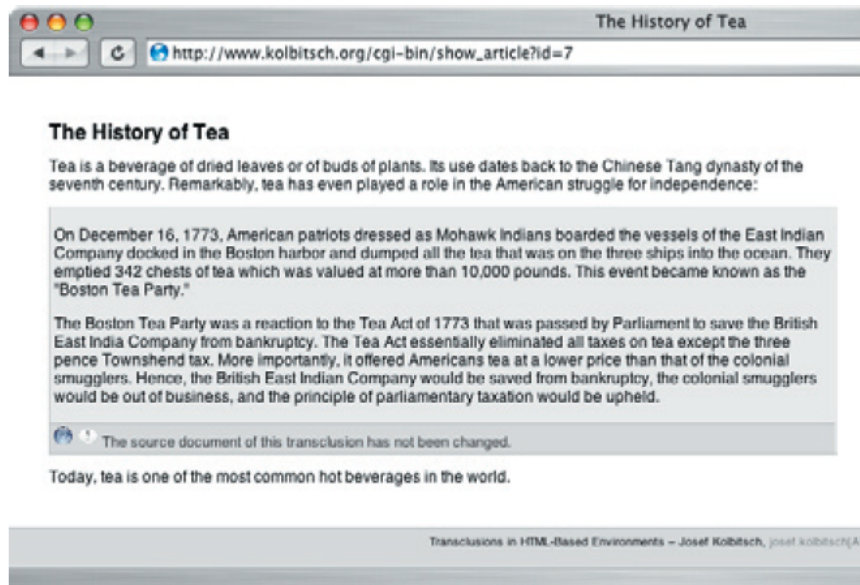 The History of Tea
http://www.kolbitsch.org/cgi-bin/show_article?id=7
The History of Tea
Tea is a beverage of dried leaves or of buds of plants. Its use dates back to the Chinese Tang dynasty of the
seventh century. Remarkably, tea has even played a role in the American struggle for independence:
On December 16, 1773, American patriots dressed as Mohawk Indians boarded the vessels of the East Indian
Company docked in the Boston harbor and dumped all the tea that was on the three ships into the ocean. They
emptied 342 chests of tea which was valued at more than 10,000 pounds. This event became known as the
"Boston Tea Party."
The Boston Tea Party was a reaction to the Tea Act of 1773 that was passed by Parliament to save the British
East India Company from bankruptcy. The Tea Act essentially eliminated all taxes on tea except the three
pence Townshend tax. More importantly, it offered Americans tea at a lower price than that of the colonial
smugglers. Hence, the British East Indian Company would be saved from bankruptcy, the colonial smugglers
would be out of business, and the principle of parliamentary taxation would be upheld.
The source document of this transclusion has not been changed.
Today, tea is one of the most common hot beverages in the world.
Transclusions in HTML-Based Environments – Josef Kolbitsch, josef.kolbitsch[A